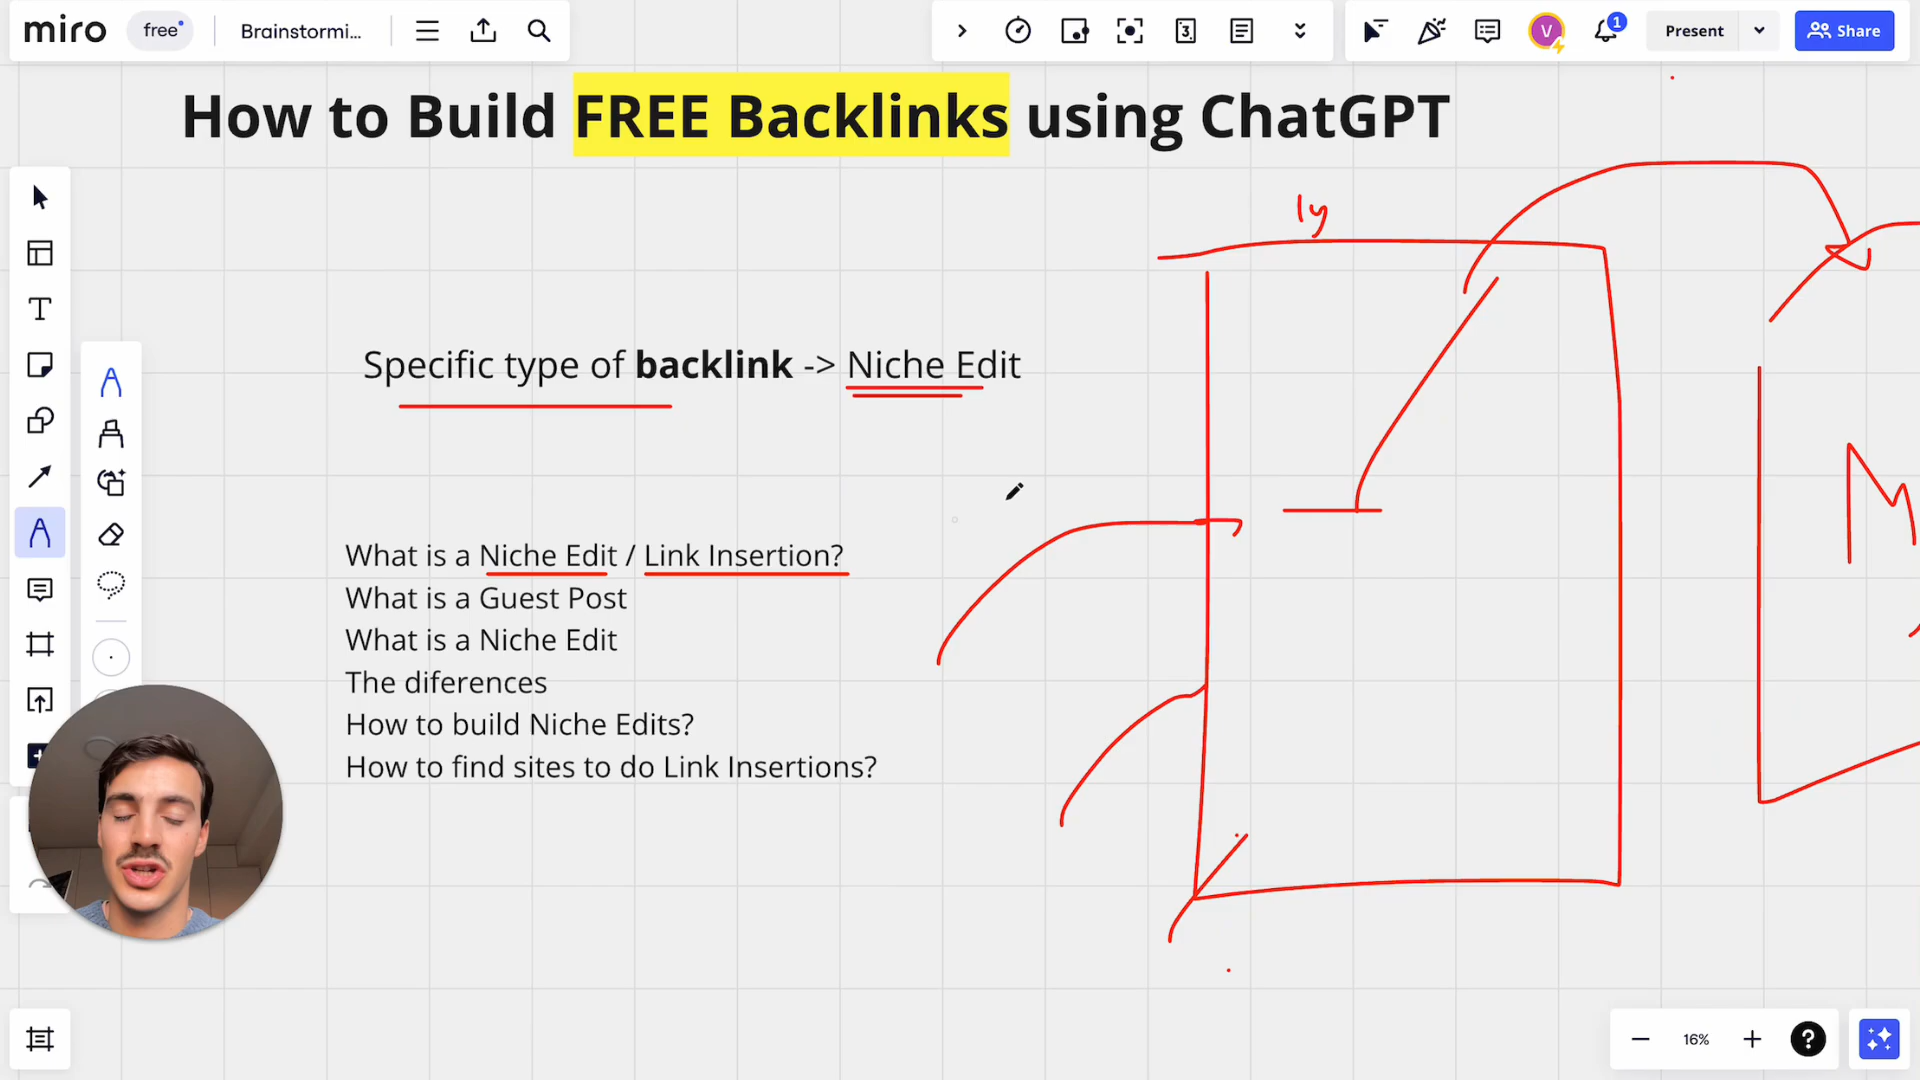 miro free Brainstormi... 3 V 1 Present Share
How to Build FREE Backlinks using ChatGPT
1y
Specific type of backlink -> Niche Edit
M
What is a Niche Edit / Link Insertion?
What is a Guest Post
What is a Niche Edit
The diferences
How to build Niche Edits?
How to find sites to do Link Insertions?
16% ?